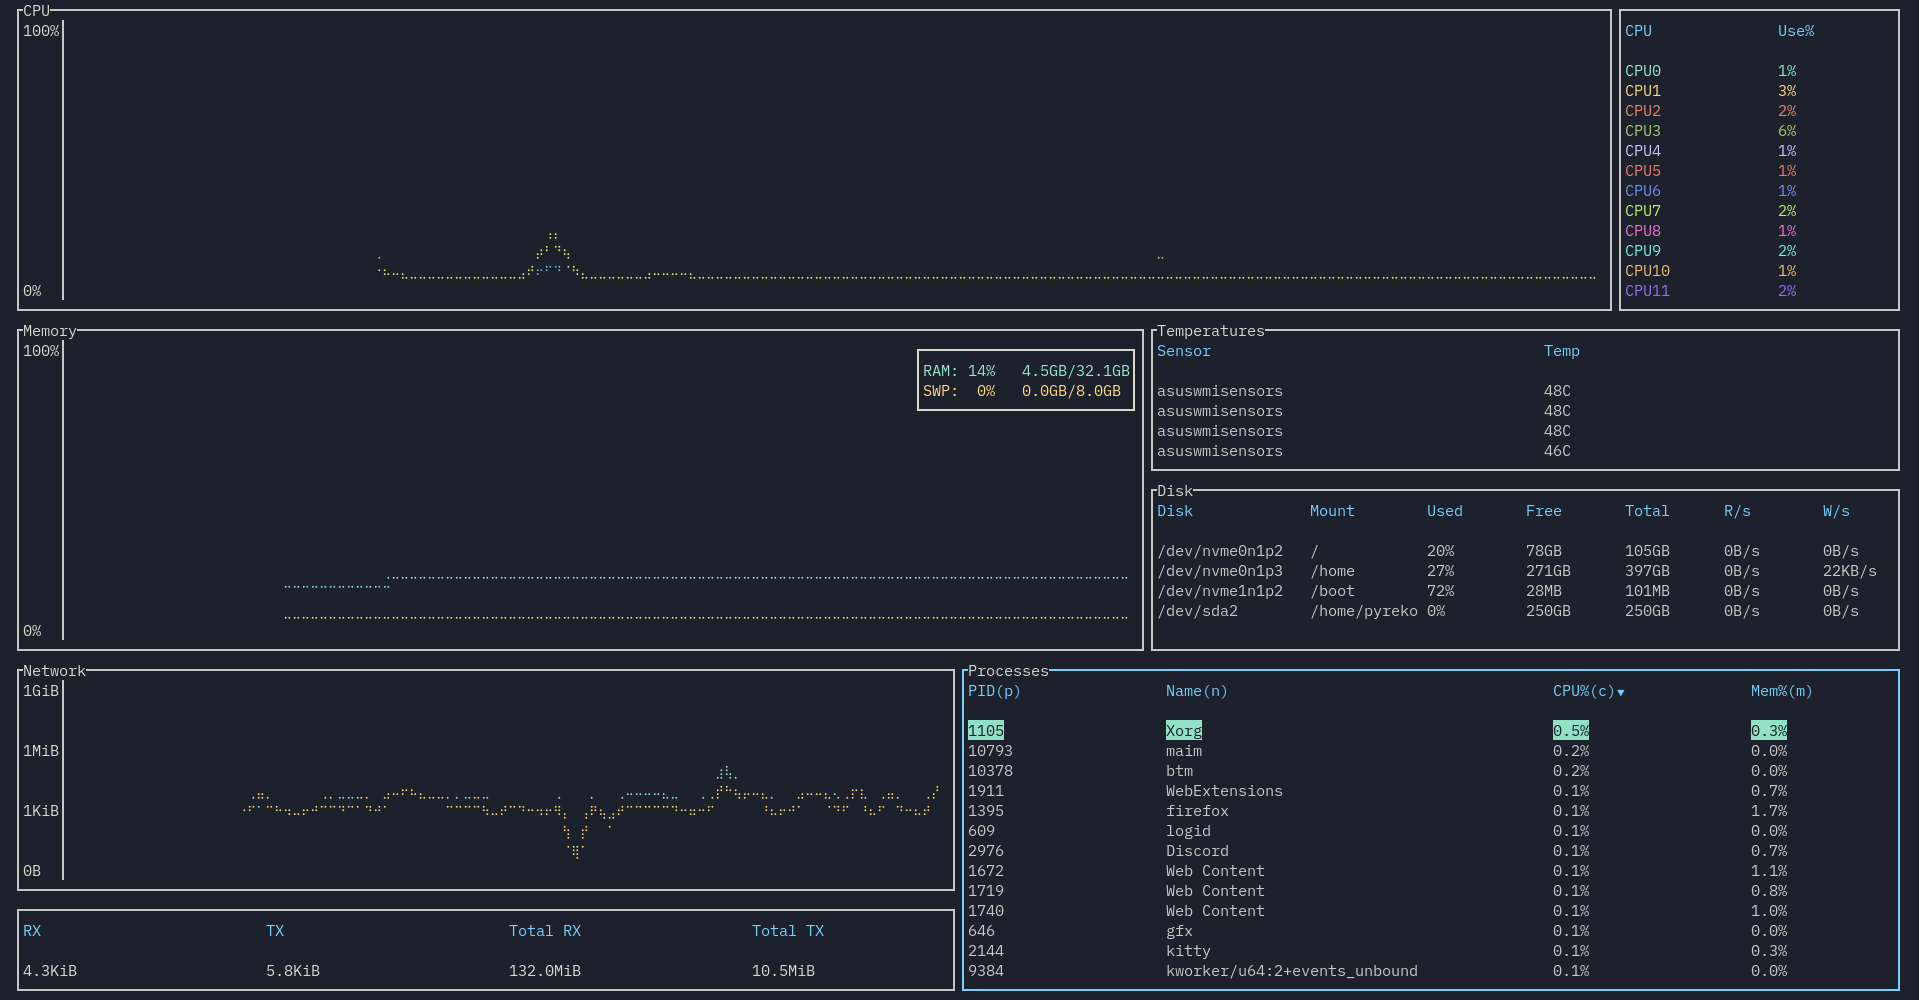 CPU
100%
0%
CPU Use%
CPU0 1%
CPU1 3%
CPU2 2%
CPU3 6%
CPU4 1%
CPU5 1%
CPU6 1%
CPU7 2%
CPU8 1%
CPU9 2%
CPU10 1%
CPU11 2%
Memory
100%
RAM: 14% 4.5GB/32.1GB
SWP: 0% 0.0GB/8.0GB
0%
Temperatures
Sensor Temp
asuswmisensors 48C
asuswmisensors 48C
asuswmisensors 48C
asuswmisensors 46C
Disk
Disk Mount Used Free Total R/s W/s
/dev/nvme0n1p2 / 20% 78GB 105GB 0B/s 0B/s
/dev/nvme0n1p3 /home 27% 271GB 397GB 0B/s 22KB/s
/dev/nvme1n1p2 /boot 72% 28MB 101MB 0B/s 0B/s
/dev/sda2 /home/pyreko 0% 250GB 250GB 0B/s 0B/s
Network
1GiB
1MiB
1KiB
0B
RX TX Total RX Total TX
4.3KiB 5.8KiB 132.0MiB 10.5MiB
Processes
PID(p) Name(n) CPU%(c)▼ Mem%(m)
1105 Xorg 0.5% 0.3%
10793 maim 0.2% 0.0%
10378 btm 0.2% 0.0%
1911 WebExtensions 0.1% 0.7%
1395 firefox 0.1% 1.7%
609 logid 0.1% 0.0%
2976 Discord 0.1% 0.7%
1672 Web Content 0.1% 1.1%
1719 Web Content 0.1% 0.8%
1740 Web Content 0.1% 1.0%
646 gfx 0.1% 0.0%
2144 kitty 0.1% 0.3%
9384 kworker/u64:2+events_unbound 0.1% 0.0%